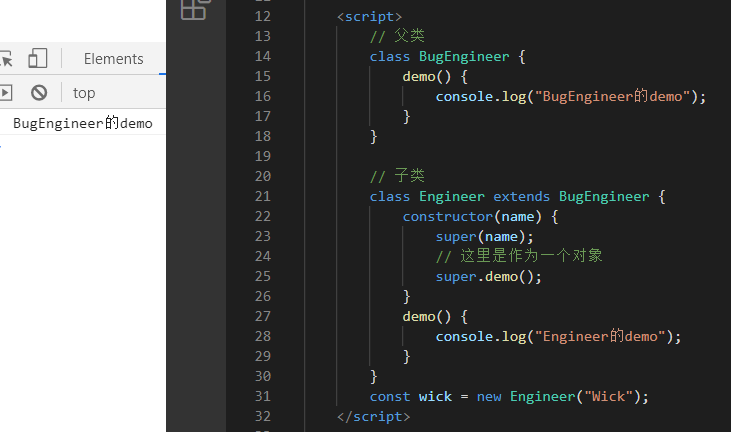 Elements
top
BugEngineer的demo
12 <script>
13 // 父类
14 class BugEngineer {
15 demo() {
16 console.log("BugEngineer的demo");
17 }
18 }
19
20 // 子类
21 class Engineer extends BugEngineer {
22 constructor(name) {
23 super(name);
24 // 这里是作为一个对象
25 super.demo();
26 }
27 demo() {
28 console.log("Engineer的demo");
29 }
30 }
31 const wick = new Engineer("Wick");
32 </script>